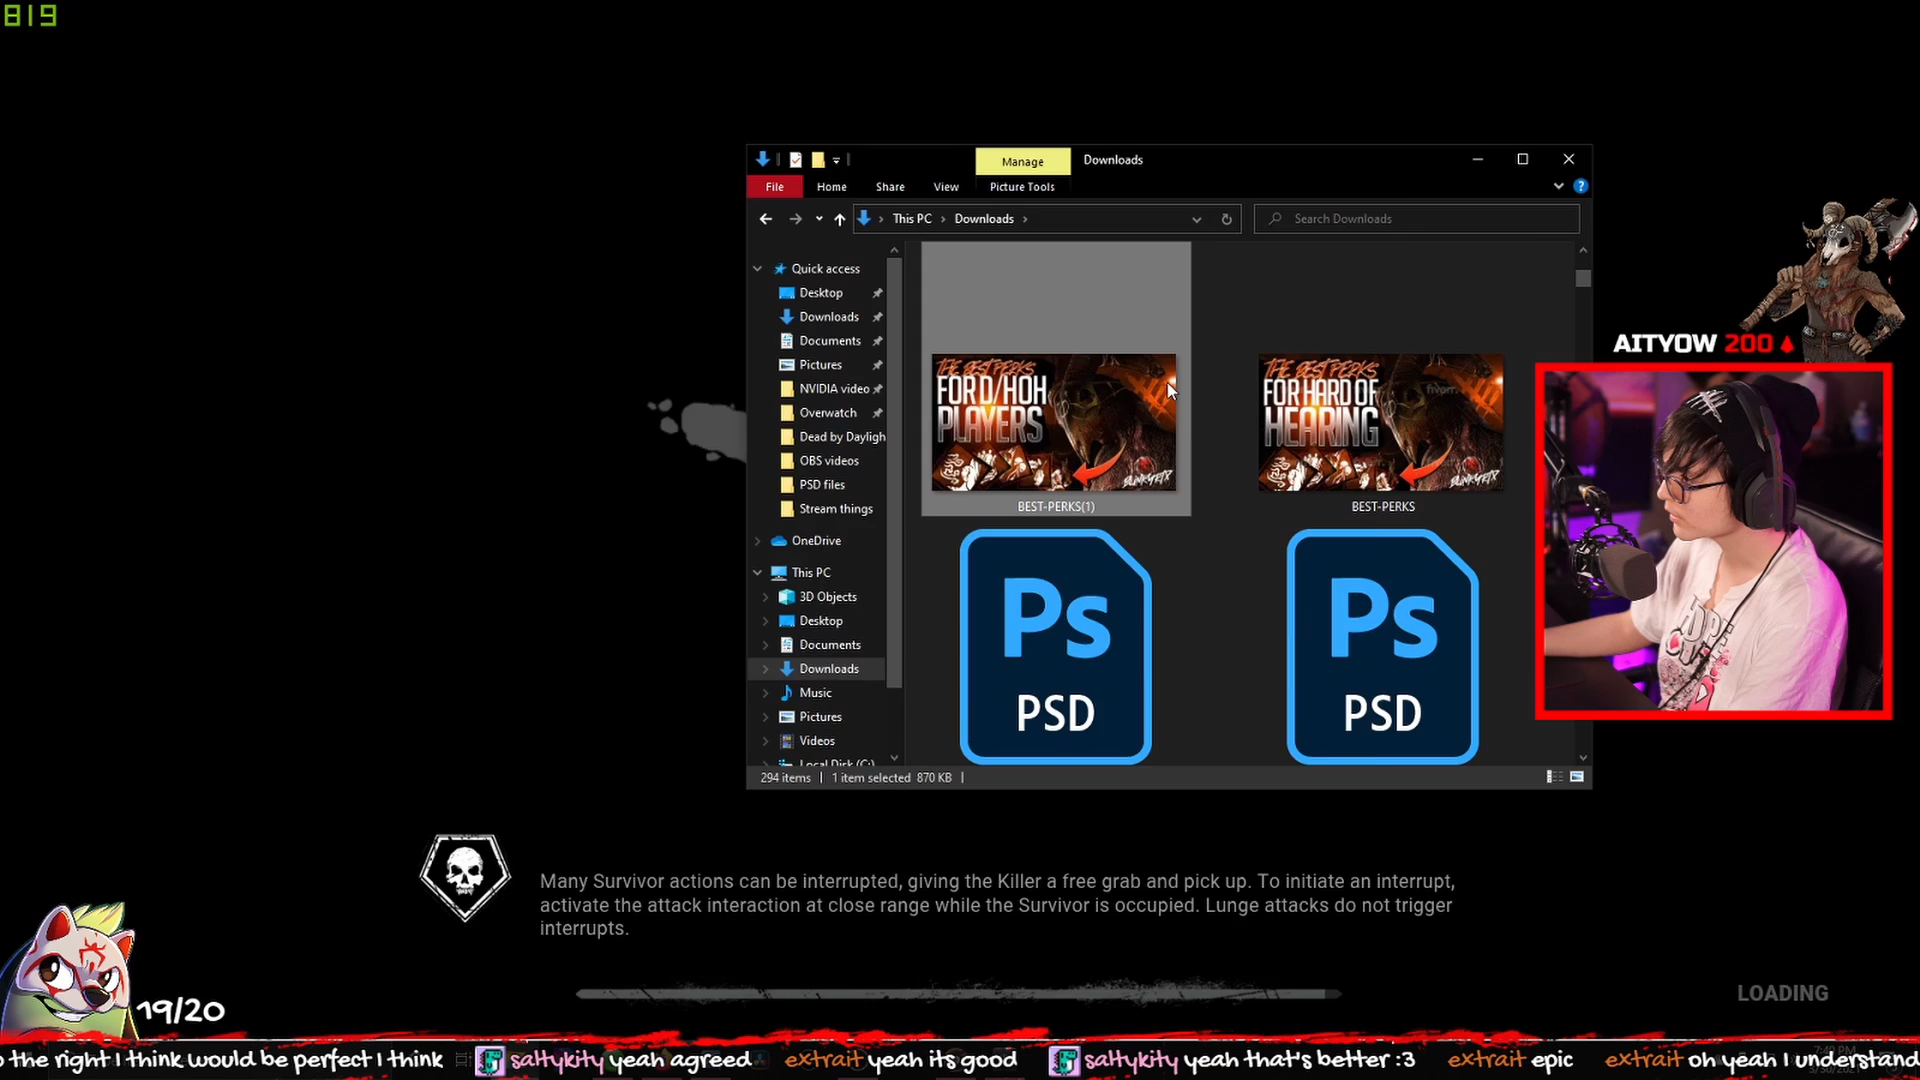 819
Manage
Downloads
File
Home
Share
View
Picture Tools
This PC
Downloads
Search Downloads
Quick access
Desktop
Downloads
Documents
Pictures
NVIDIA video
Overwatch
Dead by Dayligh
OBS videos
PSD files
Stream things
OneDrive
This PC
3D Objects
Desktop
Documents
Downloads
Music
Pictures
Videos
Local Disk (C:)
THE BEST PERKS
FOR D/HOH
PLAYERS
BEST-PERKS(1)
THE BEST PERKS
FOR HARD OF
HEARING
fiverr
BEST-PERKS
Ps
PSD
Ps
PSD
294 items
1 item selected 870 KB
AITYOW 200
Many Survivor actions can be interrupted, giving the Killer a free grab and pick up. To initiate an interrupt,
activate the attack interaction at close range while the Survivor is occupied. Lunge attacks do not trigger
interrupts.
19/20
LOADING
o the right I think would be perfect I think saltykity yeah agreed extrait yeah its good saltykity yeah that's better :3 extrait epic extrait oh yeah I understand